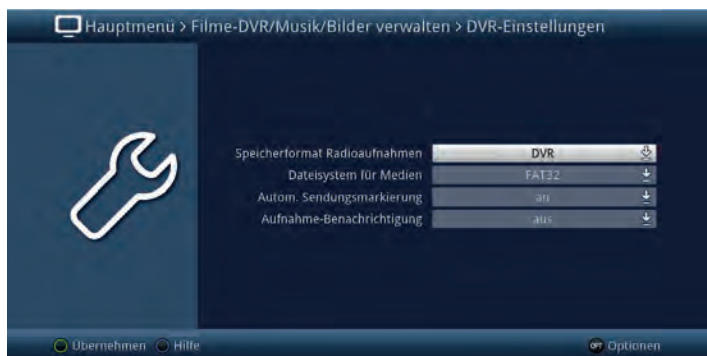 Hauptmenü > Filme-DVR/Musik/Bilder verwalten > DVR-Einstellungen
Speicherformat Radioaufnahmen DVR
Dateisystem für Medien FAT32
Autom. Sendungsmarkierung an
Aufnahme-Benachrichtigung aus
Übernehmen Hilfe OPT Optionen